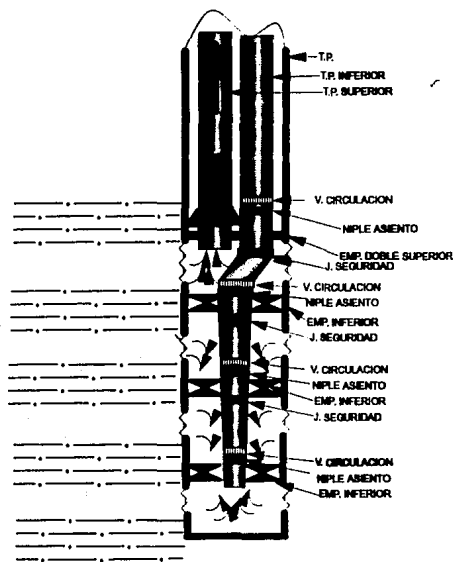 T.P.
T.P. INFERIOR
T.P. SUPERIOR
V. CIRCULACION
NIPLE ASIENTO
EMP. DOBLE SUPERIOR
J. SEGURIDAD
V. CIRCULACION
NIPLE ASIENTO
EMP. INFERIOR
J. SEGURIDAD
V. CIRCULACION
NIPLE ASIENTO
EMP. INFERIOR
J. SEGURIDAD
V. CIRCULACION
NIPLE ASIENTO
EMP. INFERIOR